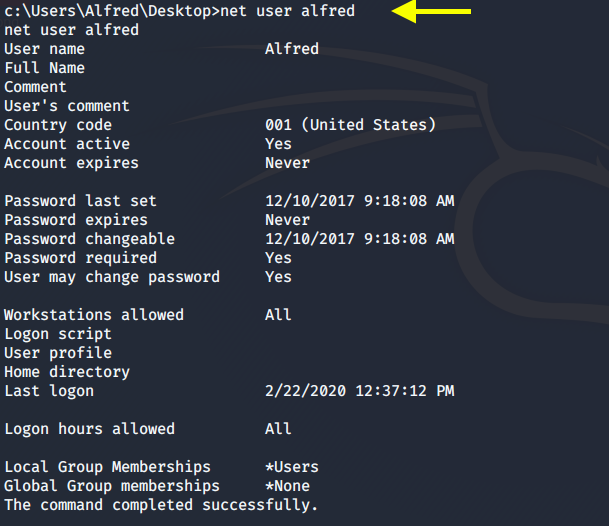 c:\Users\Alfred\Desktop>net user alfred
net user alfred
User name Alfred
Full Name
Comment
User's comment
Country code 001 (United States)
Account active Yes
Account expires Never
Password last set 12/10/2017 9:18:08 AM
Password expires Never
Password changeable 12/10/2017 9:18:08 AM
Password required Yes
User may change password Yes
Workstations allowed All
Logon script
User profile
Home directory
Last logon 2/22/2020 12:37:12 PM
Logon hours allowed All
Local Group Memberships *Users
Global Group memberships *None
The command completed successfully.